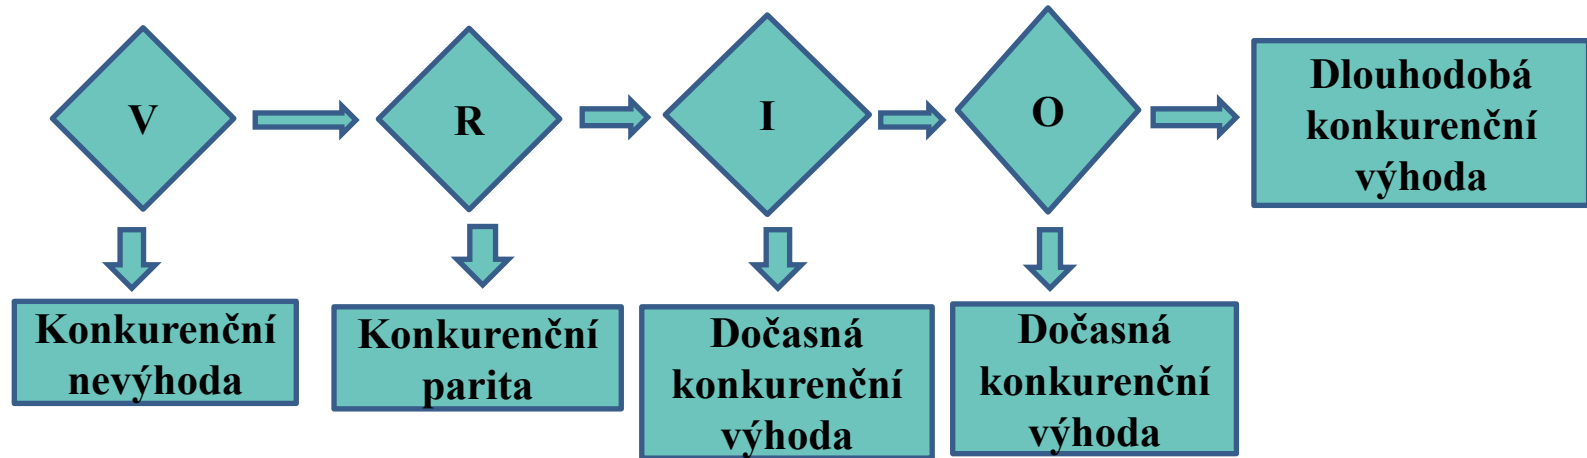 V
R
I
O
Dlouhodobá
konkurenční
výhoda
Konkurenční
nevýhoda
Konkurenční
parita
Dočasná
konkurenční
výhoda
Dočasná
konkurenční
výhoda